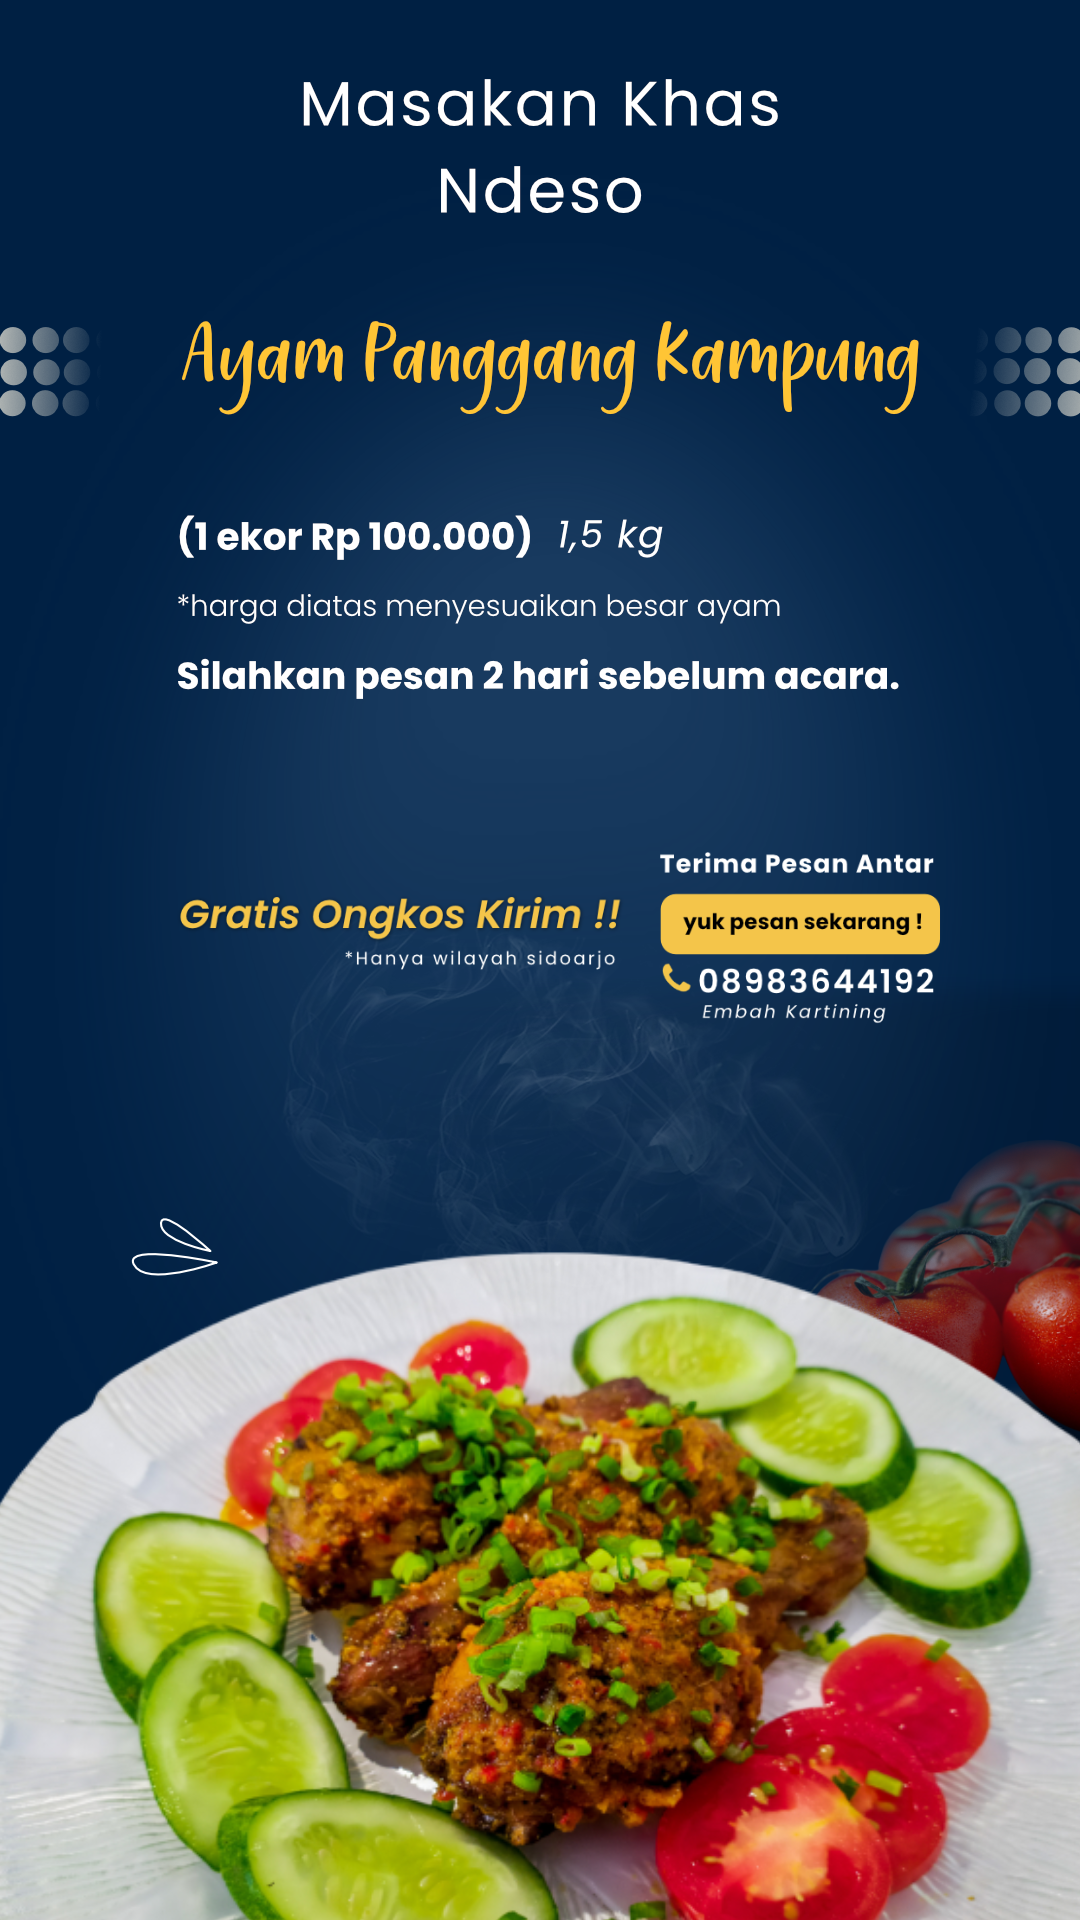 Masakan Khas
Ndeso
Ayam Panggang Kampung
(1 ekor Rp 100.000) 1,5 kg
*harga diatas menyesuaikan besar ayam
Silahkan pesan 2 hari sebelum acara.
Gratis Ongkos Kirim !!
*Hanya wilayah sidoarjo
Terima Pesan Antar
yuk pesan sekarang !
08983644192
Embah Kartining